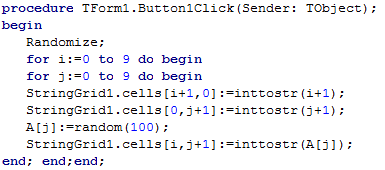 procedure TForm1.Button1Click(Sender: TObject);
begin
Randomize;
for i:=0 to 9 do begin
for j:=0 to 9 do begin
StringGrid1.cells[i+1,0]:=inttostr(i+1);
StringGrid1.cells[0,j+1]:=inttostr(j+1);
A[j]:=random(100);
StringGrid1.cells[i,j+1]:=inttostr(A[j]);
end; end;end;